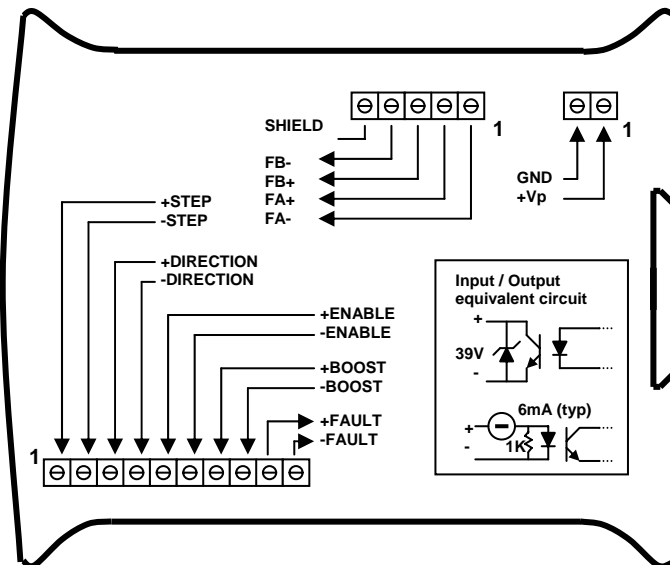 SHIELD
1
1
FB-
FB+
FA+
FA-
GND
+Vp
+STEP
-STEP
+DIRECTION
-DIRECTION
+ENABLE
-ENABLE
+BOOST
-BOOST
+FAULT
-FAULT
1
Input / Output
equivalent circuit
+
39V
-
6mA (typ)
+
1K
-